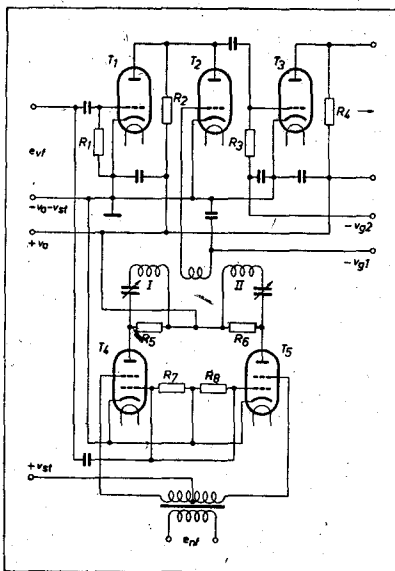 T1
T2
T3
R1
R2
R3
R4
evf
-va-vst
+va
-vg2
-vg1
I
II
R5
R6
T4
T5
R7
R8
+vst
enf